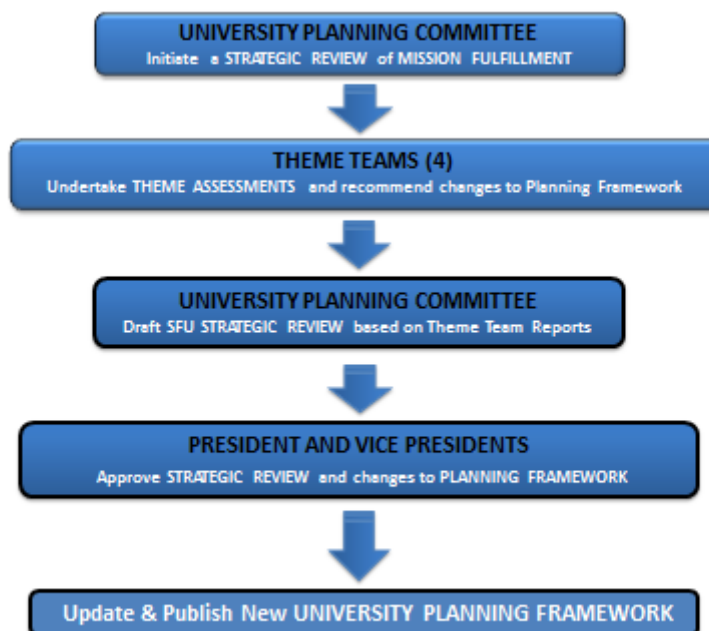 UNIVERSITY PLANNING COMMITTEE
Initiate a STRATEGIC REVIEW of MISSION FULFILLMENT
THEME TEAMS (4)
Undertake THEME ASSESSMENTS and recommend changes to Planning Framework
UNIVERSITY PLANNING COMMITTEE
Draft SFU STRATEGIC REVIEW based on Theme Team Reports
PRESIDENT AND VICE PRESIDENTS
Approve STRATEGIC REVIEW and changes to PLANNING FRAMEWORK
Update & Publish New UNIVERSITY PLANNING FRAMEWORK